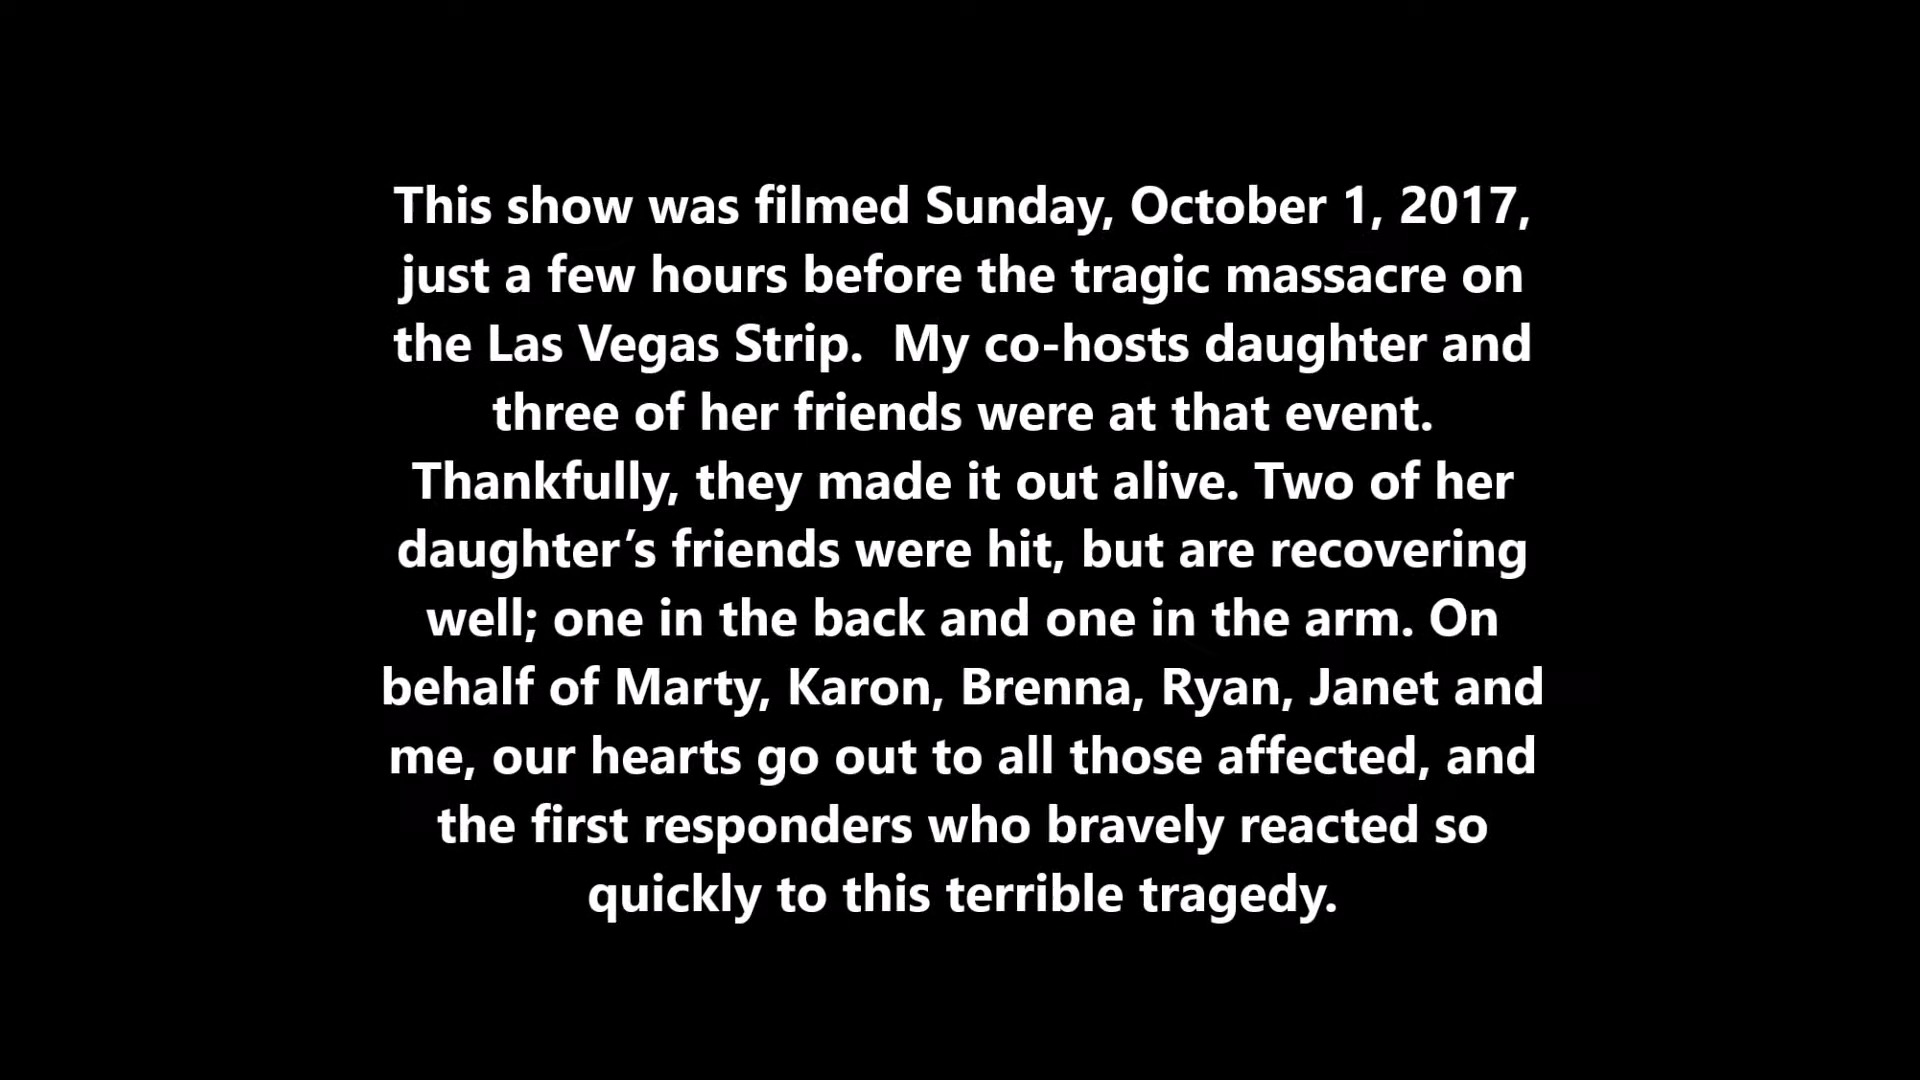 This show was filmed Sunday, October 1, 2017,
just a few hours before the tragic massacre on
the Las Vegas Strip.  My co-hosts daughter and
three of her friends were at that event.
Thankfully, they made it out alive. Two of her
daughter’s friends were hit, but are recovering
well; one in the back and one in the arm. On
behalf of Marty, Karon, Brenna, Ryan, Janet and
me, our hearts go out to all those affected, and
the first responders who bravely reacted so
quickly to this terrible tragedy.